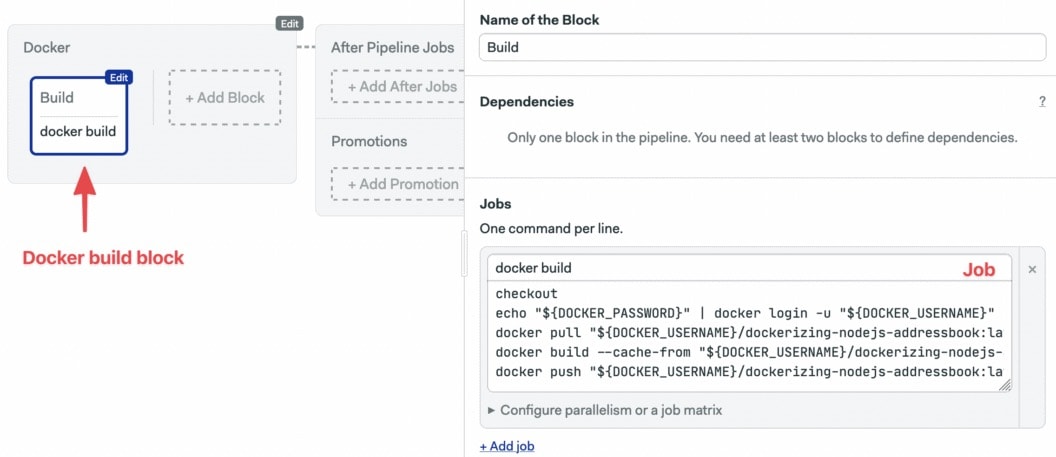 Edit
Docker
Edit
Build
docker build
+ Add Block
Docker build block
After Pipeline Jobs
+ Add After Jobs
Promotions
+ Add Promotion
Name of the Block
Build
Dependencies
?
Only one block in the pipeline. You need at least two blocks to define dependencies.
Jobs
One command per line.
docker build
Job
×
checkout
echo "${DOCKER_PASSWORD}" | docker login -u "${DOCKER_USERNAME}"
docker pull "${DOCKER_USERNAME}/dockerizing-nodejs-addressbook:la
docker build --cache-from "${DOCKER_USERNAME}/dockerizing-nodejs-
docker push "${DOCKER_USERNAME}/dockerizing-nodejs-addressbook:la
▸ Configure parallelism or a job matrix
+ Add job